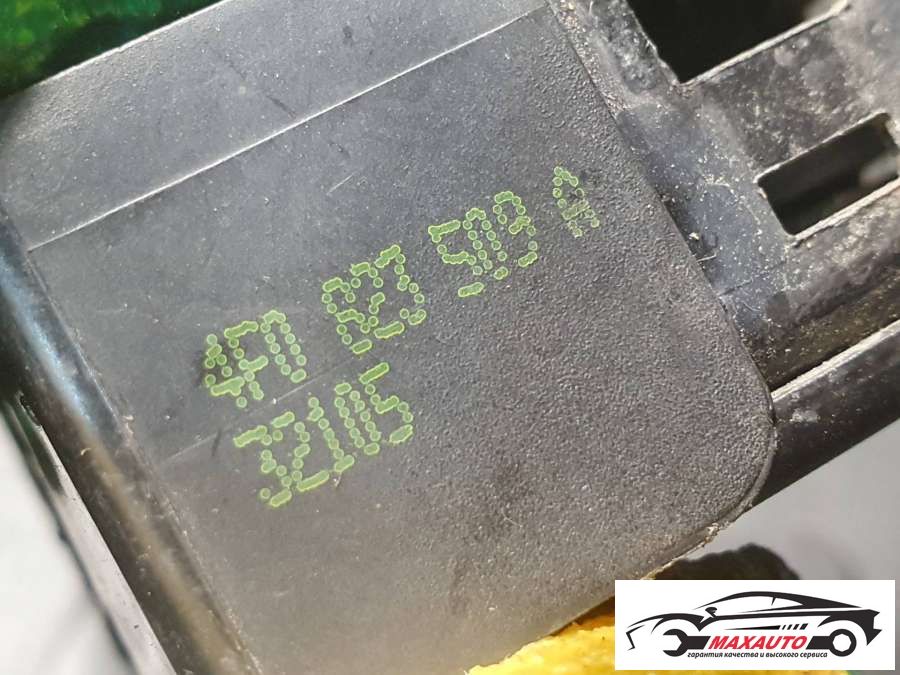 4F0 823 509 A
32105
MAXAUTO
гарантия качества и высокого сервиса